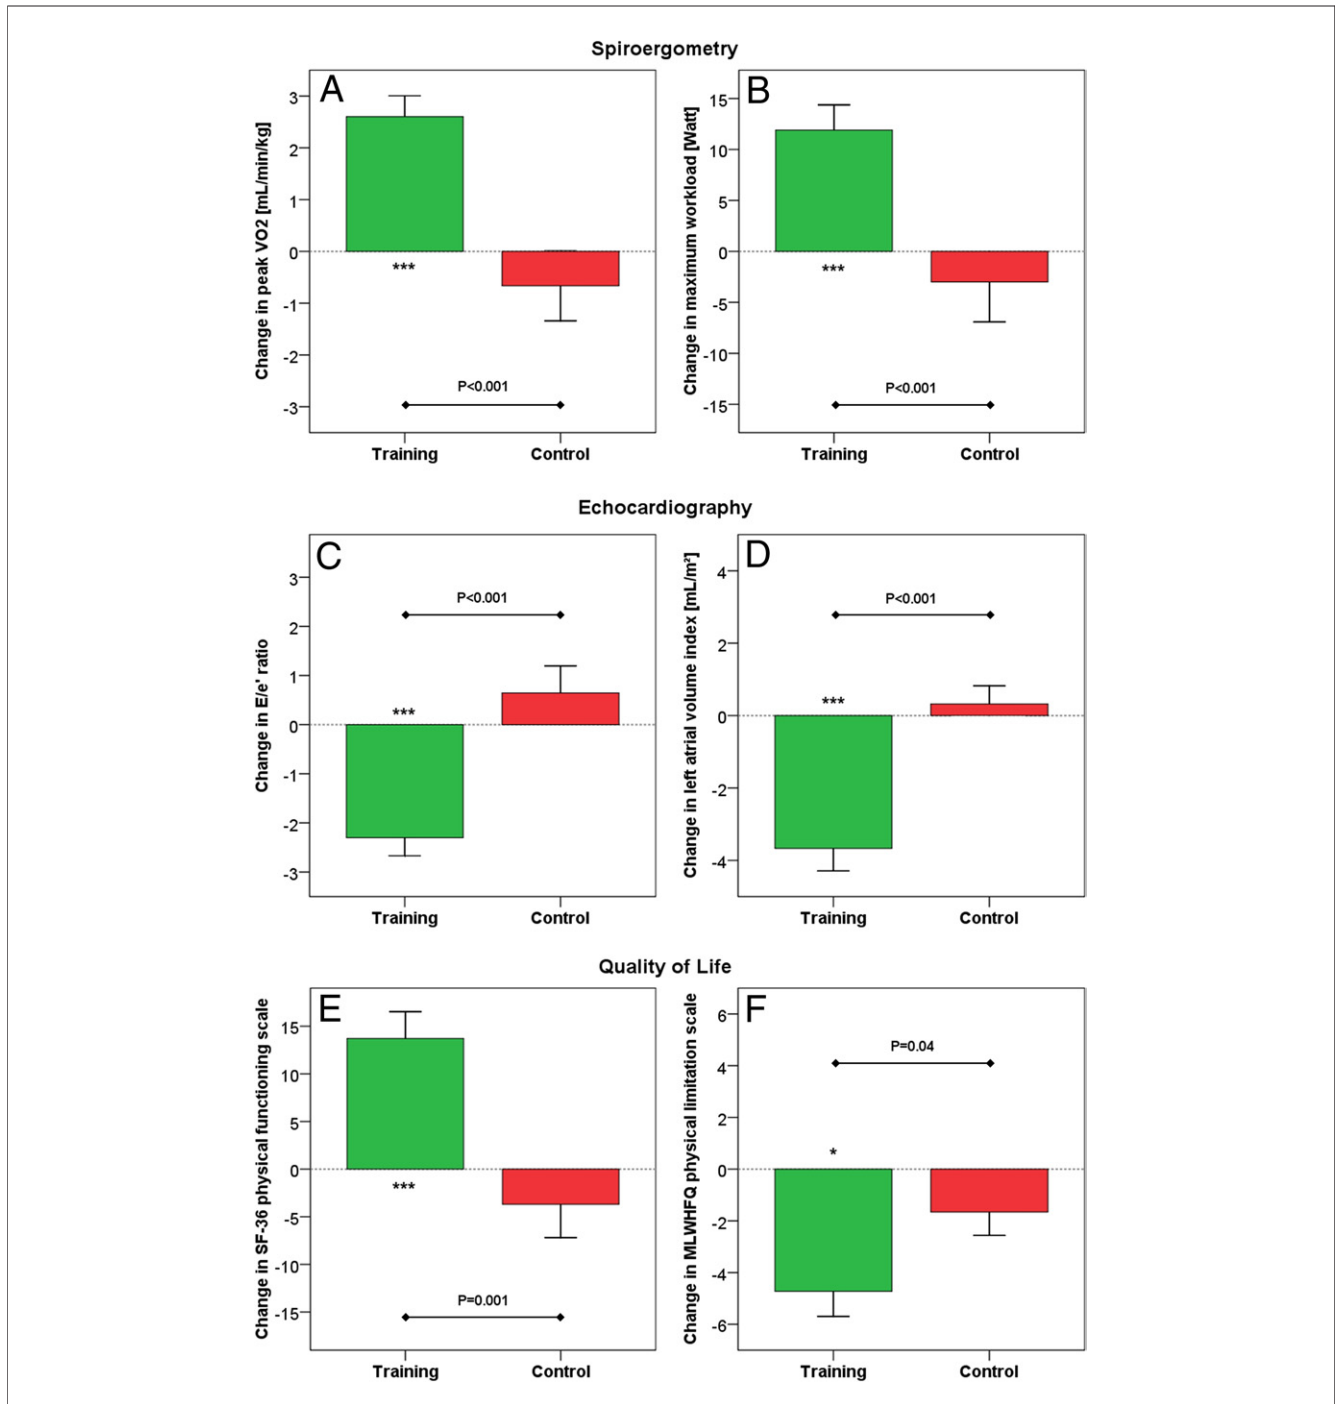 Spiroergometry
A
Change in peak VO2 [mL/min/kg]
3
2
1
0
-1
-2
-3
***
P<0.001
Training
Control
B
Change in maximum workload [Watt]
15
10
5
0
-5
-10
-15
***
P<0.001
Training
Control
Echocardiography
C
Change in E/e' ratio
3
2
1
0
-1
-2
-3
P<0.001
***
Training
Control
D
Change in left atrial volume index [mL/m²]
4
2
0
-2
-4
P<0.001
***
Training
Control
Quality of Life
E
Change in SF-36 physical functioning scale
15
10
5
0
-5
-10
-15
***
P=0.001
Training
Control
F
Change in MLWHFQ physical limitation scale
6
4
2
0
-2
-4
-6
P=0.04
*
Training
Control